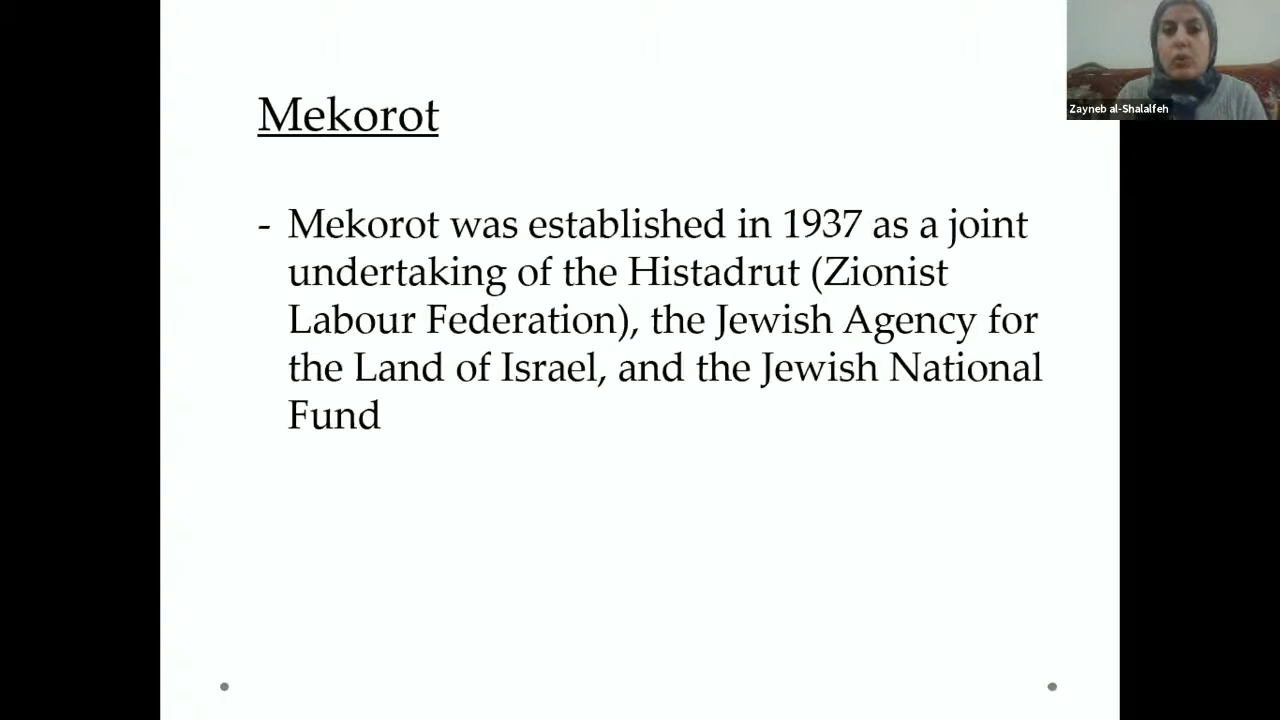 Mekorot
- Mekorot was established in 1937 as a joint
undertaking of the Histadrut (Zionist
Labour Federation), the Jewish Agency for
the Land of Israel, and the Jewish National
Fund
Zayneb al-Shalalfeh